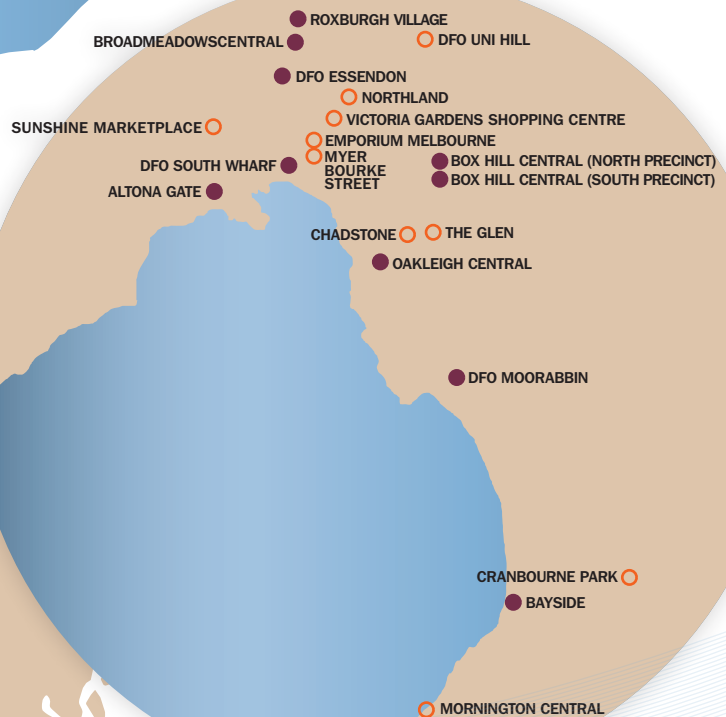 ROXBURGH VILLAGE
BROADMEADOWSCENTRAL
DFO UNI HILL
DFO ESSENDON
NORTHLAND
VICTORIA GARDENS SHOPPING CENTRE
SUNSHINE MARKETPLACE
EMPORIUM MELBOURNE
MYER
BOURKE
STREET
DFO SOUTH WHARF
BOX HILL CENTRAL (NORTH PRECINCT)
BOX HILL CENTRAL (SOUTH PRECINCT)
ALTONA GATE
CHADSTONE
THE GLEN
OAKLEIGH CENTRAL
DFO MOORABBIN
CRANBOURNE PARK
BAYSIDE
MORNINGTON CENTRAL